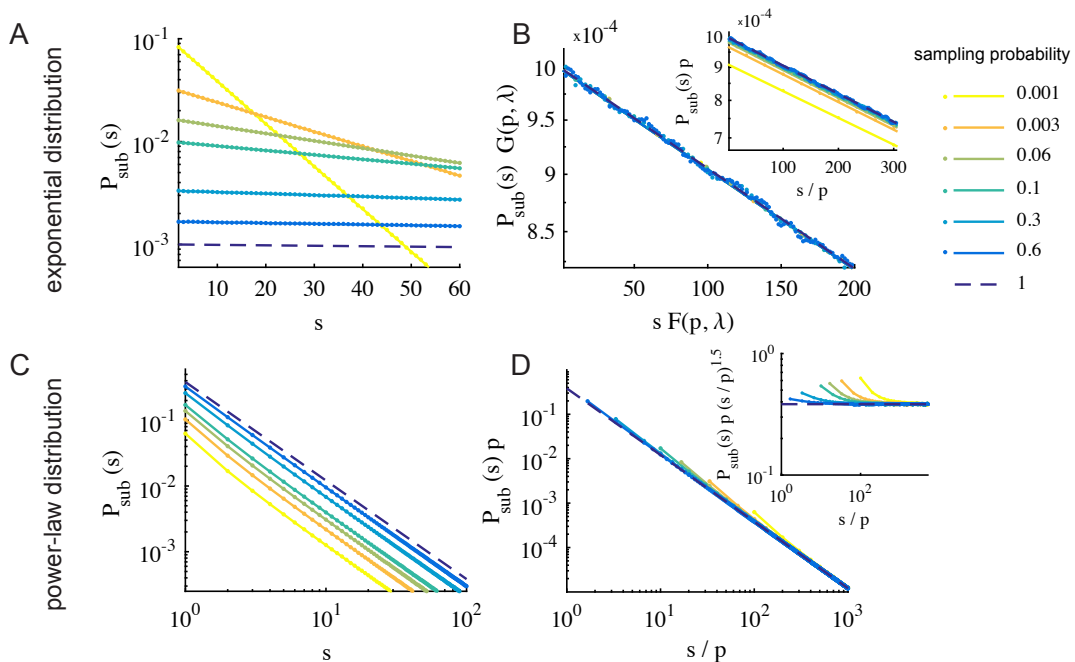 A
exponential distribution
P_sub (s)
10^-1
10^-2
10^-3
10 20 30 40 50 60
s
B
×10^-4
P_sub(s) G(p, λ)
10
9.5
9
8.5
50 100 150 200
s F(p, λ)
×10^-4
P_sub(s) p
10
9
8
7
100 200 300
s / p
sampling probability
0.001
0.003
0.06
0.1
0.3
0.6
1
C
power-law distribution
P_sub (s)
10^-1
10^-2
10^-3
10^0 10^1 10^2
s
D
P_sub(s) p
10^-1
10^-2
10^-3
10^-4
10^0 10^1 10^2 10^3
s / p
P_sub(s) p (s / p)^1.5
10^0
10^-1
10^0 10^2
s / p